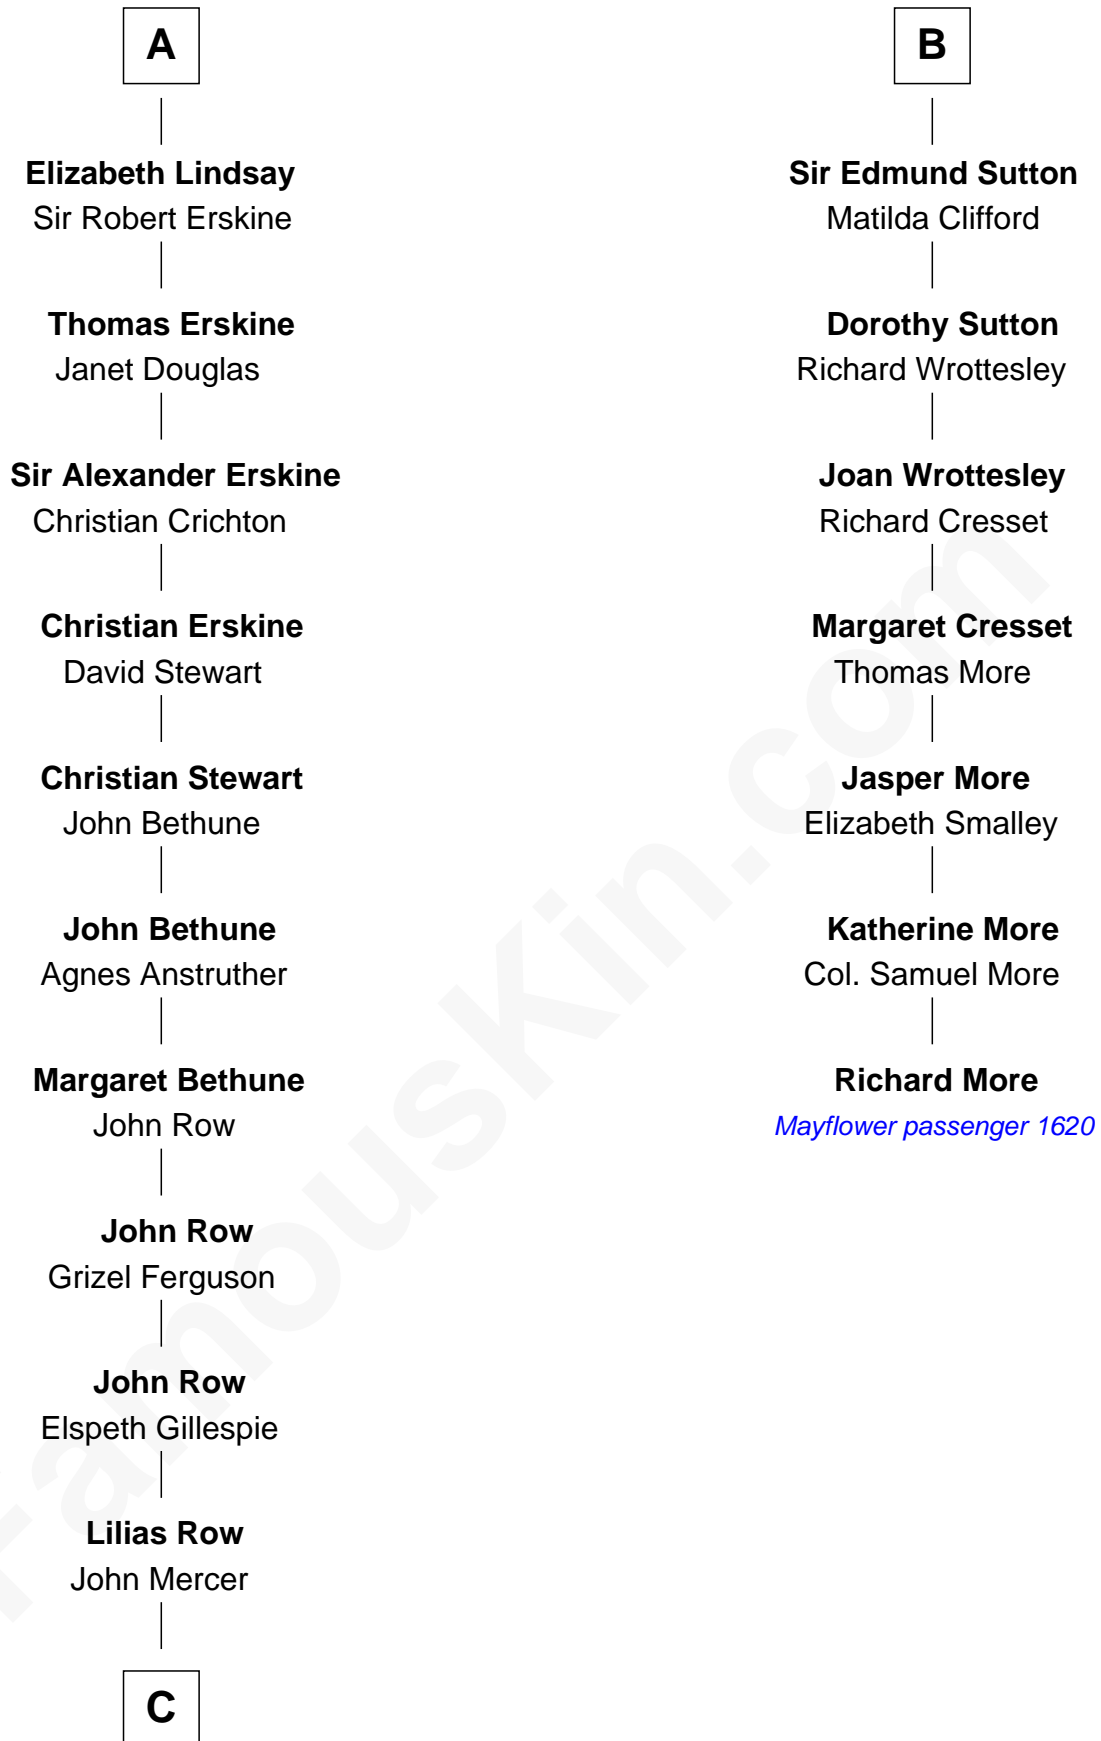 A
Elizabeth Lindsay
Sir Robert Erskine
Thomas Erskine
Janet Douglas
Sir Alexander Erskine
Christian Crichton
Christian Erskine
David Stewart
Christian Stewart
John Bethune
John Bethune
Agnes Anstruther
Margaret Bethune
John Row
John Row
Grizel Ferguson
John Row
Elspeth Gillespie
Lilias Row
John Mercer
C
B
Sir Edmund Sutton
Matilda Clifford
Dorothy Sutton
Richard Wrottesley
Joan Wrottesley
Richard Cresset
Margaret Cresset
Thomas More
Jasper More
Elizabeth Smalley
Katherine More
Col. Samuel More
Richard More
Mayflower passenger 1620
FamousKin.com